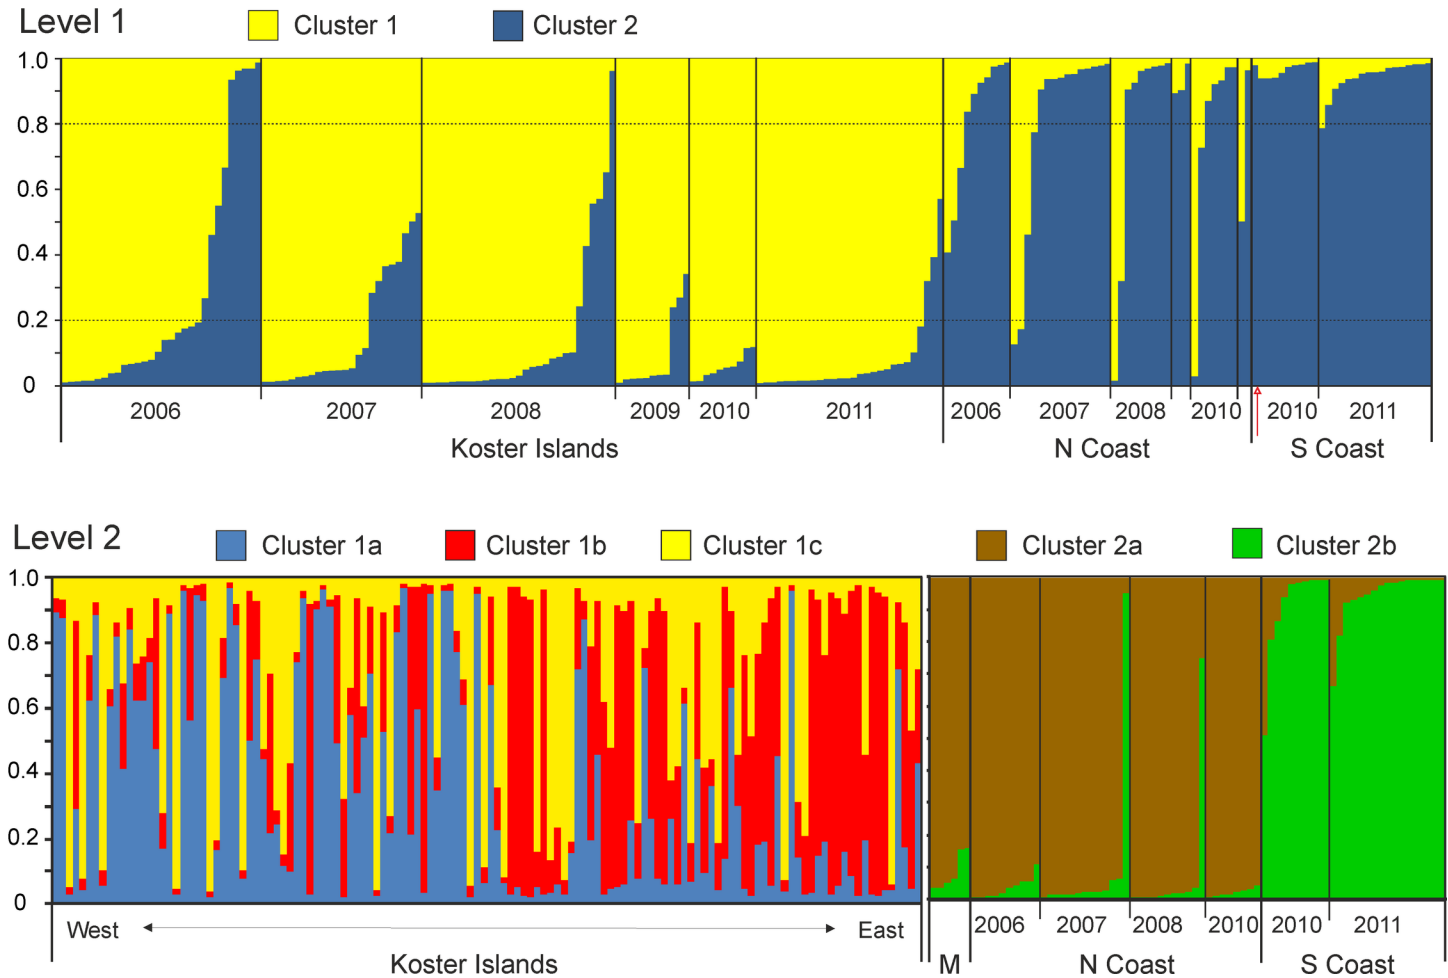 Level 1 Cluster 1 Cluster 2
1.0
0.8
0.6
0.4
0.2
0
2006 2007 2008 2009 2010 2011 2006 2007 2008 2010 2010 2011
Koster Islands N Coast S Coast
Level 2 Cluster 1a Cluster 1b Cluster 1c Cluster 2a Cluster 2b
1.0
0.8
0.6
0.4
0.2
0
West East 2006 2007 2008 2010 2010 2011
Koster Islands M N Coast S Coast